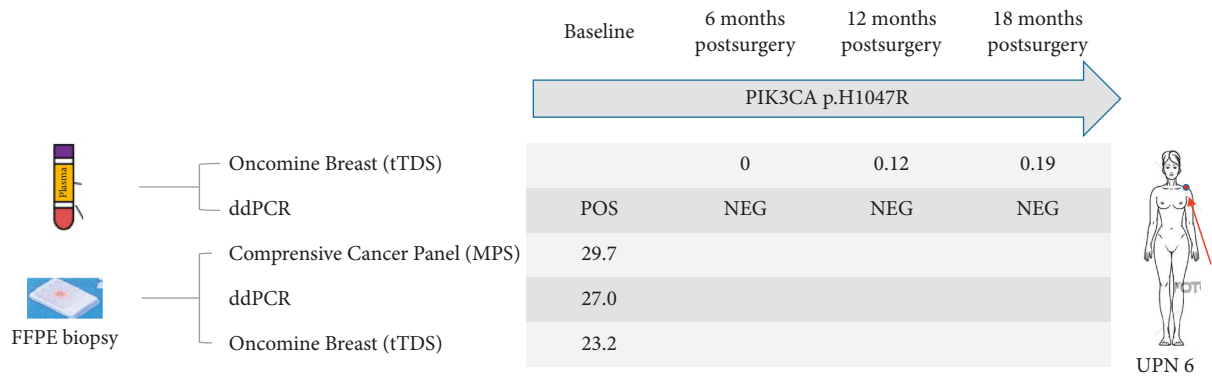 Baseline
6 months
postsurgery
12 months
postsurgery
18 months
postsurgery
PIK3CA p.H1047R
Plasma
Oncomine Breast (tTDS) 0 0.12 0.19
ddPCR POS NEG NEG NEG
Comprensive Cancer Panel (MPS) 29.7
ddPCR 27.0
FFPE biopsy
Oncomine Breast (tTDS) 23.2
UPN 6